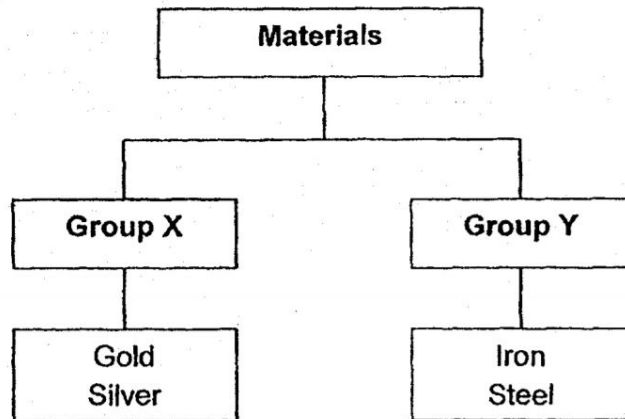 Materials
Group X
Group Y
Gold
Silver
Iron
Steel